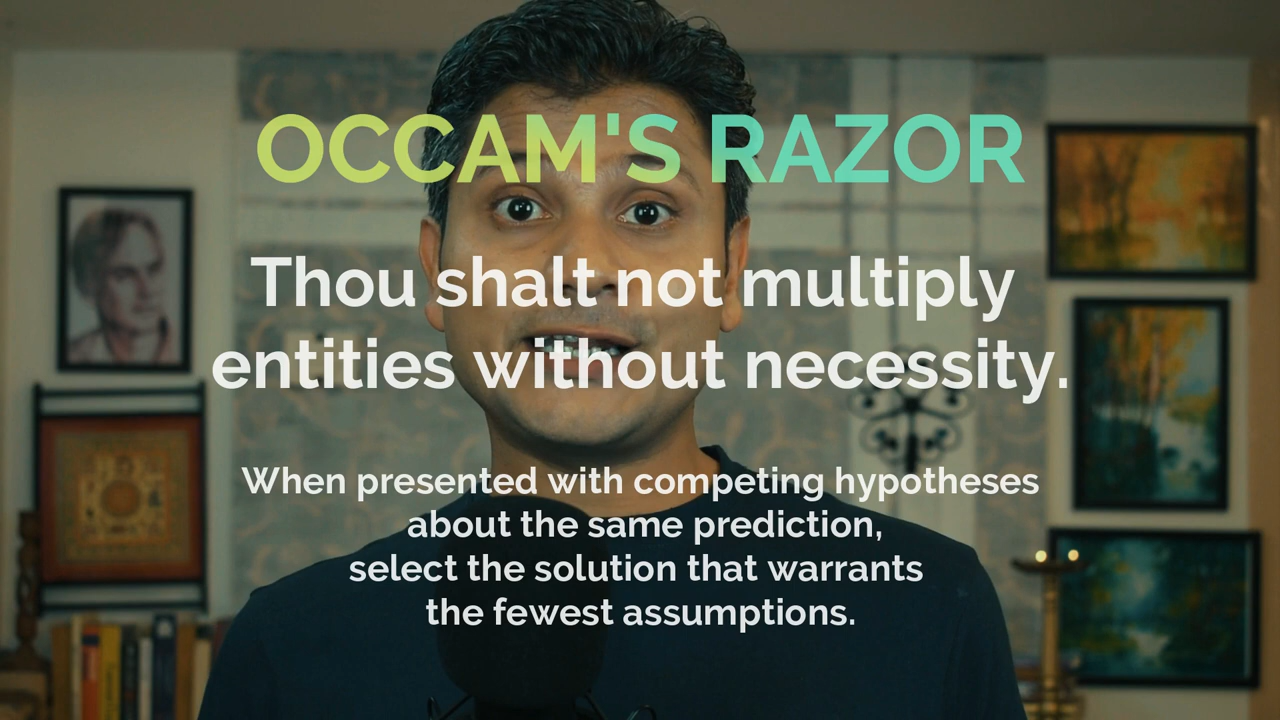 OCCAM'S RAZOR
Thou shalt not multiply
entities without necessity.
When presented with competing hypotheses
about the same prediction,
select the solution that warrants
the fewest assumptions.